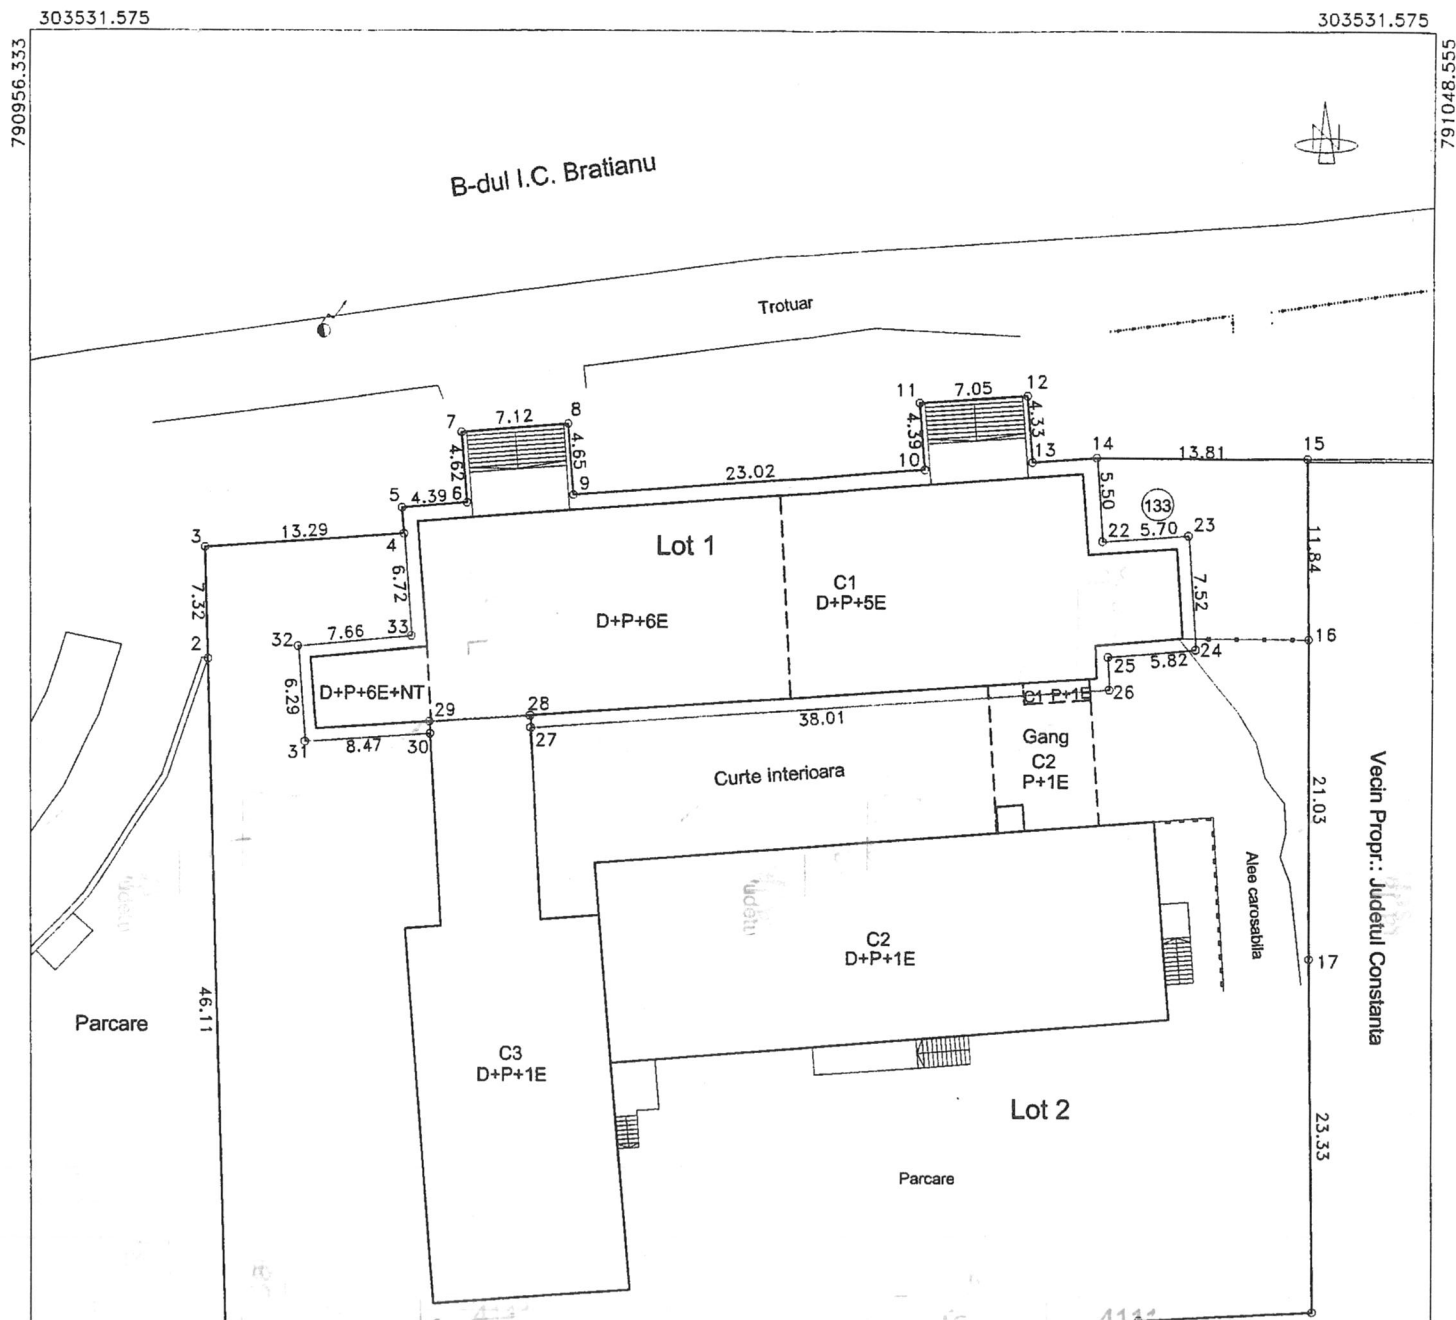 303531.575
303531.575
790956.333
791048.555
N
B-dul I.C. Bratianu
Trotuar
7
7.12
8
11
7.05
12
4.62
4.65
4.39
4.33
5
4.39
6
9
23.02
10
13
14
13.81
15
3
13.29
4
5.50
133
22
5.70
23
11.84
7.32
6.72
Lot 1
C1
D+P+5E
D+P+6E
7.52
2
32
7.66
33
16
24
25
5.82
26
6.29
D+P+6E+NT
29
28
C1 P+1E
31
8.47
30
27
38.01
Gang
C2
P+1E
Curte interioara
21.03
Vecin Propr.: Judetul Constanta
Alee carosabila
17
C2
D+P+1E
46.11
Parcare
C3
D+P+1E
Lot 2
23.33
Parcare